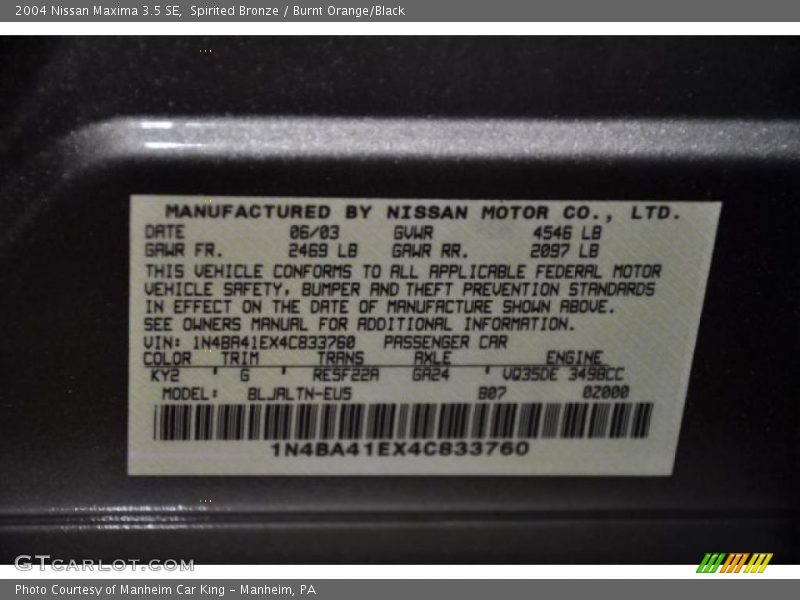 2004 Nissan Maxima 3.5 SE, Spirited Bronze / Burnt Orange/Black
MANUFACTURED BY NISSAN MOTOR CO., LTD.
DATE 06/03 GVWR 4546 LB
GAWR FR. 2469 LB GAWR RR. 2097 LB
THIS VEHICLE CONFORMS TO ALL APPLICABLE FEDERAL MOTOR
VEHICLE SAFETY, BUMPER AND THEFT PREVENTION STANDARDS
IN EFFECT ON THE DATE OF MANUFACTURE SHOWN ABOVE.
SEE OWNERS MANUAL FOR ADDITIONAL INFORMATION.
VIN: 1N4BA41EX4C833760 PASSENGER CAR
COLOR TRIM TRANS AXLE ENGINE
KY2 ' G ' RE5F22A ' GA24 ' VQ35DE 3498CC
MODEL: BLJALTN-EU5 807 02000
1N4BA41EX4C833760
GTCARLOT.COM
Photo Courtesy of Manheim Car King - Manheim, PA